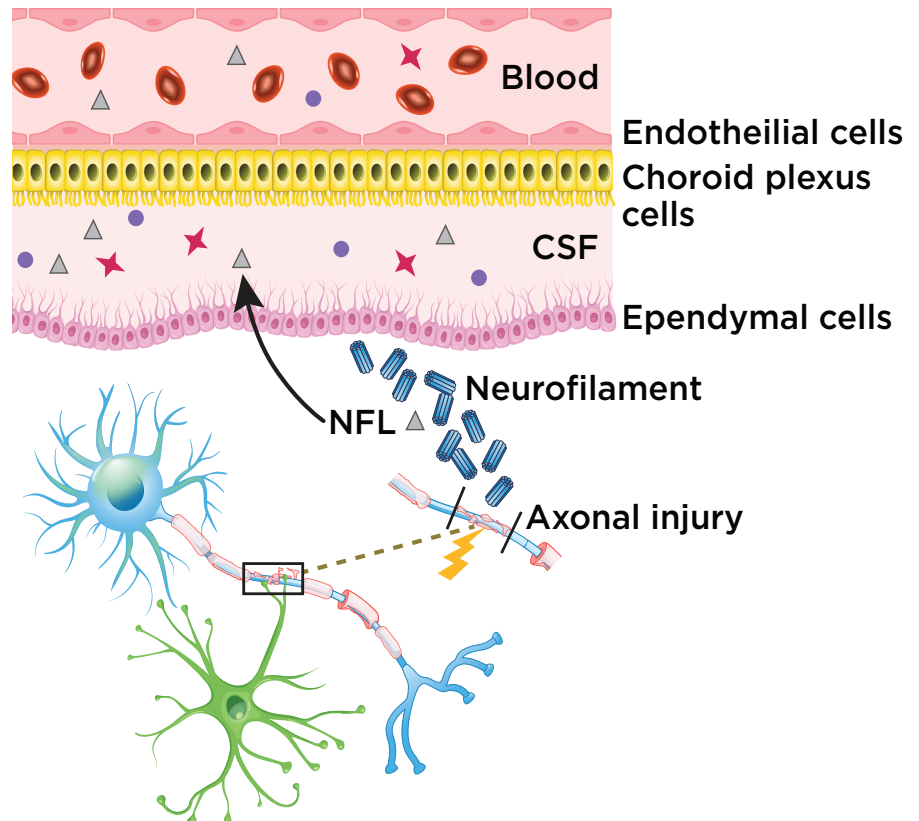 Blood
Endotheilial cells
Choroid plexus
cells
CSF
Ependymal cells
Neurofilament
NFL
Axonal injury